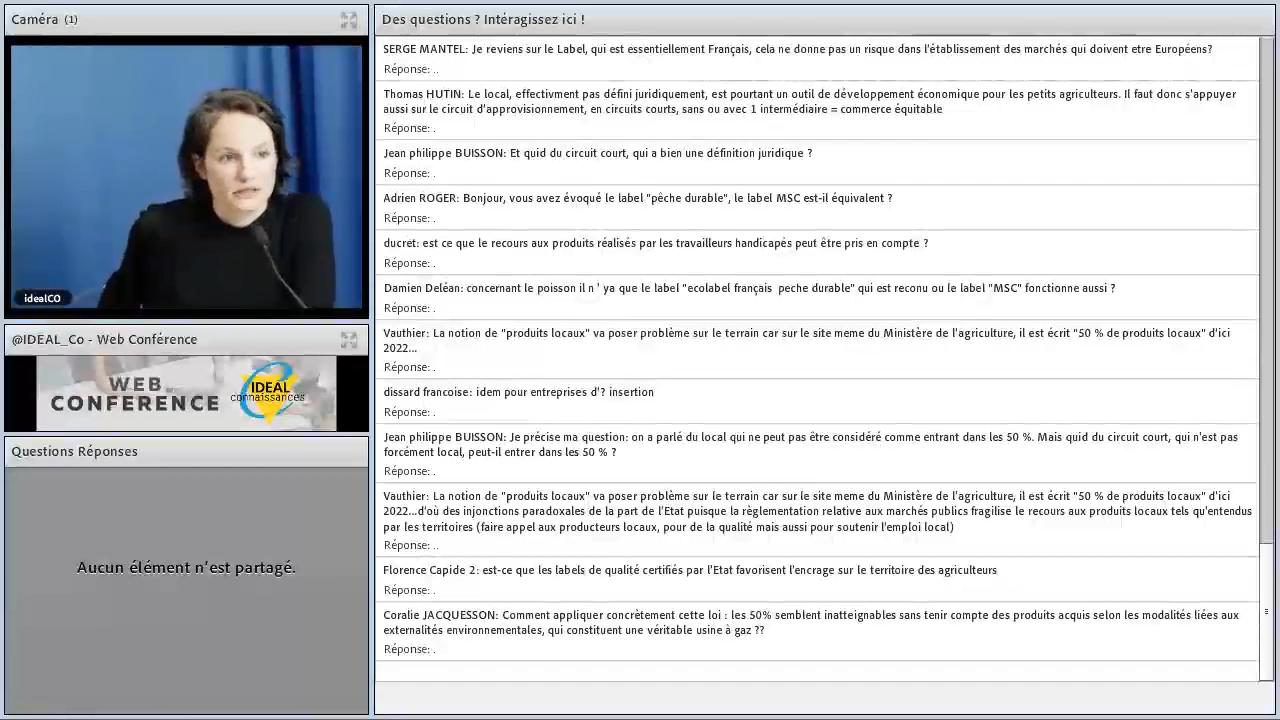 Caméra (1)
idealCO
@IDEAL_Co - Web Conférence
WEB
CONFERENCE
IDEAL
connaissances
Questions Réponses
Aucun élément n'est partagé.
Des questions ? Intéragissez ici !
SERGE MANTEL: Je reviens sur le Label, qui est essentiellement Français, cela ne donne pas un risque dans l'établissement des marchés qui doivent etre Européens?
Réponse: ..
Thomas HUTIN: Le local, effectivment pas défini juridiquement, est pourtant un outil de développement économique pour les petits agriculteurs. Il faut donc s'appuyer
aussi sur le circuit d'approvisionnement, en circuits courts, sans ou avec 1 intermédiaire = commerce équitable
Réponse: .
Jean philippe BUISSON: Et quid du circuit court, qui a bien une définition juridique ?
Réponse: .
Adrien ROGER: Bonjour, vous avez évoqué le label "pêche durable", le label MSC est-il équivalent ?
Réponse: .
ducret: est ce que le recours aux produits réalisés par les travailleurs handicapés peut être pris en compte ?
Réponse: .
Damien Deléan: concernant le poisson il n ' ya que le label "ecolabel français  peche durable" qui est reconu ou le label "MSC" fonctionne aussi ?
Réponse: .
Vauthier: La notion de "produits locaux" va poser problème sur le terrain car sur le site meme du Ministère de l'agriculture, il est écrit "50 % de produits locaux" d'ici
2022...
Réponse: .
dissard francoise: idem pour entreprises d'? insertion
Réponse: .
Jean philippe BUISSON: Je précise ma question: on a parlé du local qui ne peut pas être considéré comme entrant dans les 50 %. Mais quid du circuit court, qui n'est pas
forcément local, peut-il entrer dans les 50 % ?
Réponse: .
Vauthier: La notion de "produits locaux" va poser problème sur le terrain car sur le site meme du Ministère de l'agriculture, il est écrit "50 % de produits locaux" d'ici
2022...d'où des injonctions paradoxales de la part de l'Etat puisque la règlementation relative aux marchés publics fragilise le recours aux produits locaux tels qu'entendus
par les territoires (faire appel aux producteurs locaux, pour de la qualité mais aussi pour soutenir l'emploi local)
Réponse: ..
Florence Capide 2: est-ce que les labels de qualité certifiés par l'Etat favorisent l'encrage sur le territoire des agriculteurs
Réponse: .
Coralie JACQUESSON: Comment appliquer concrètement cette loi : les 50% semblent inatteignables sans tenir compte des produits acquis selon les modalités liées aux
externalités environnementales, qui constituent une véritable usine à gaz ??
Réponse: .